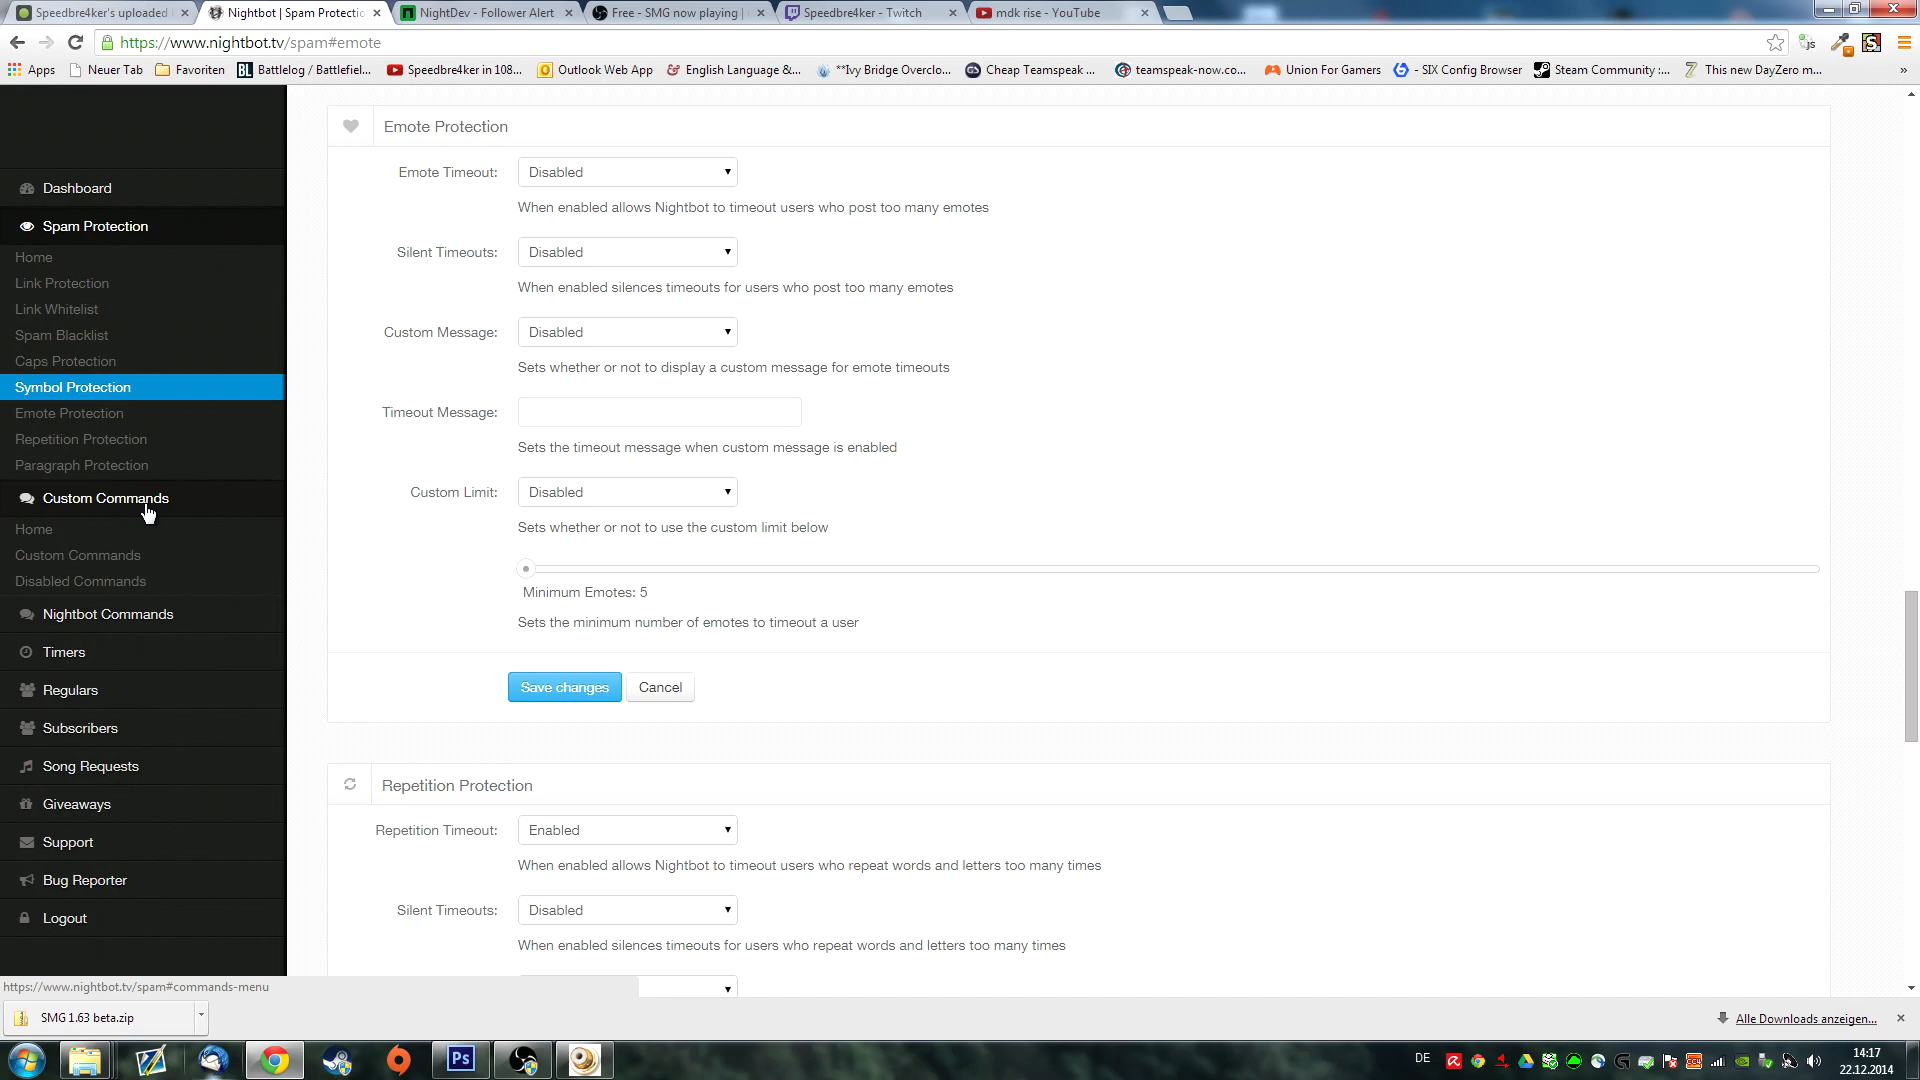 Speedbre4ker's uploaded
Nightbot | Spam Protectio
NightDev - Follower Alert
Free - SMG now playing |
Speedbre4ker - Twitch
mdk rise - YouTube
https://www.nightbot.tv/spam#emote
Apps
Neuer Tab
Favoriten
Battlelog / Battlefiel...
Speedbre4ker in 108...
Outlook Web App
English Language &...
**Ivy Bridge Overclo...
Cheap Teamspeak ...
teamspeak-now.co...
Union For Gamers
- SIX Config Browser
Steam Community :...
This new DayZero m...
»
Dashboard
Spam Protection
Home
Link Protection
Link Whitelist
Spam Blacklist
Caps Protection
Symbol Protection
Emote Protection
Repetition Protection
Paragraph Protection
Custom Commands
Home
Custom Commands
Disabled Commands
Nightbot Commands
Timers
Regulars
Subscribers
Song Requests
Giveaways
Support
Bug Reporter
Logout
Emote Protection
Emote Timeout: Disabled
When enabled allows Nightbot to timeout users who post too many emotes
Silent Timeouts: Disabled
When enabled silences timeouts for users who post too many emotes
Custom Message: Disabled
Sets whether or not to display a custom message for emote timeouts
Timeout Message:
Sets the timeout message when custom message is enabled
Custom Limit: Disabled
Sets whether or not to use the custom limit below
Minimum Emotes: 5
Sets the minimum number of emotes to timeout a user
Save changes Cancel
Repetition Protection
Repetition Timeout: Enabled
When enabled allows Nightbot to timeout users who repeat words and letters too many times
Silent Timeouts: Disabled
When enabled silences timeouts for users who repeat words and letters too many times
https://www.nightbot.tv/spam#commands-menu
SMG 1.63 beta.zip
Alle Downloads anzeigen...
Ps
DE
14:17
22.12.2014